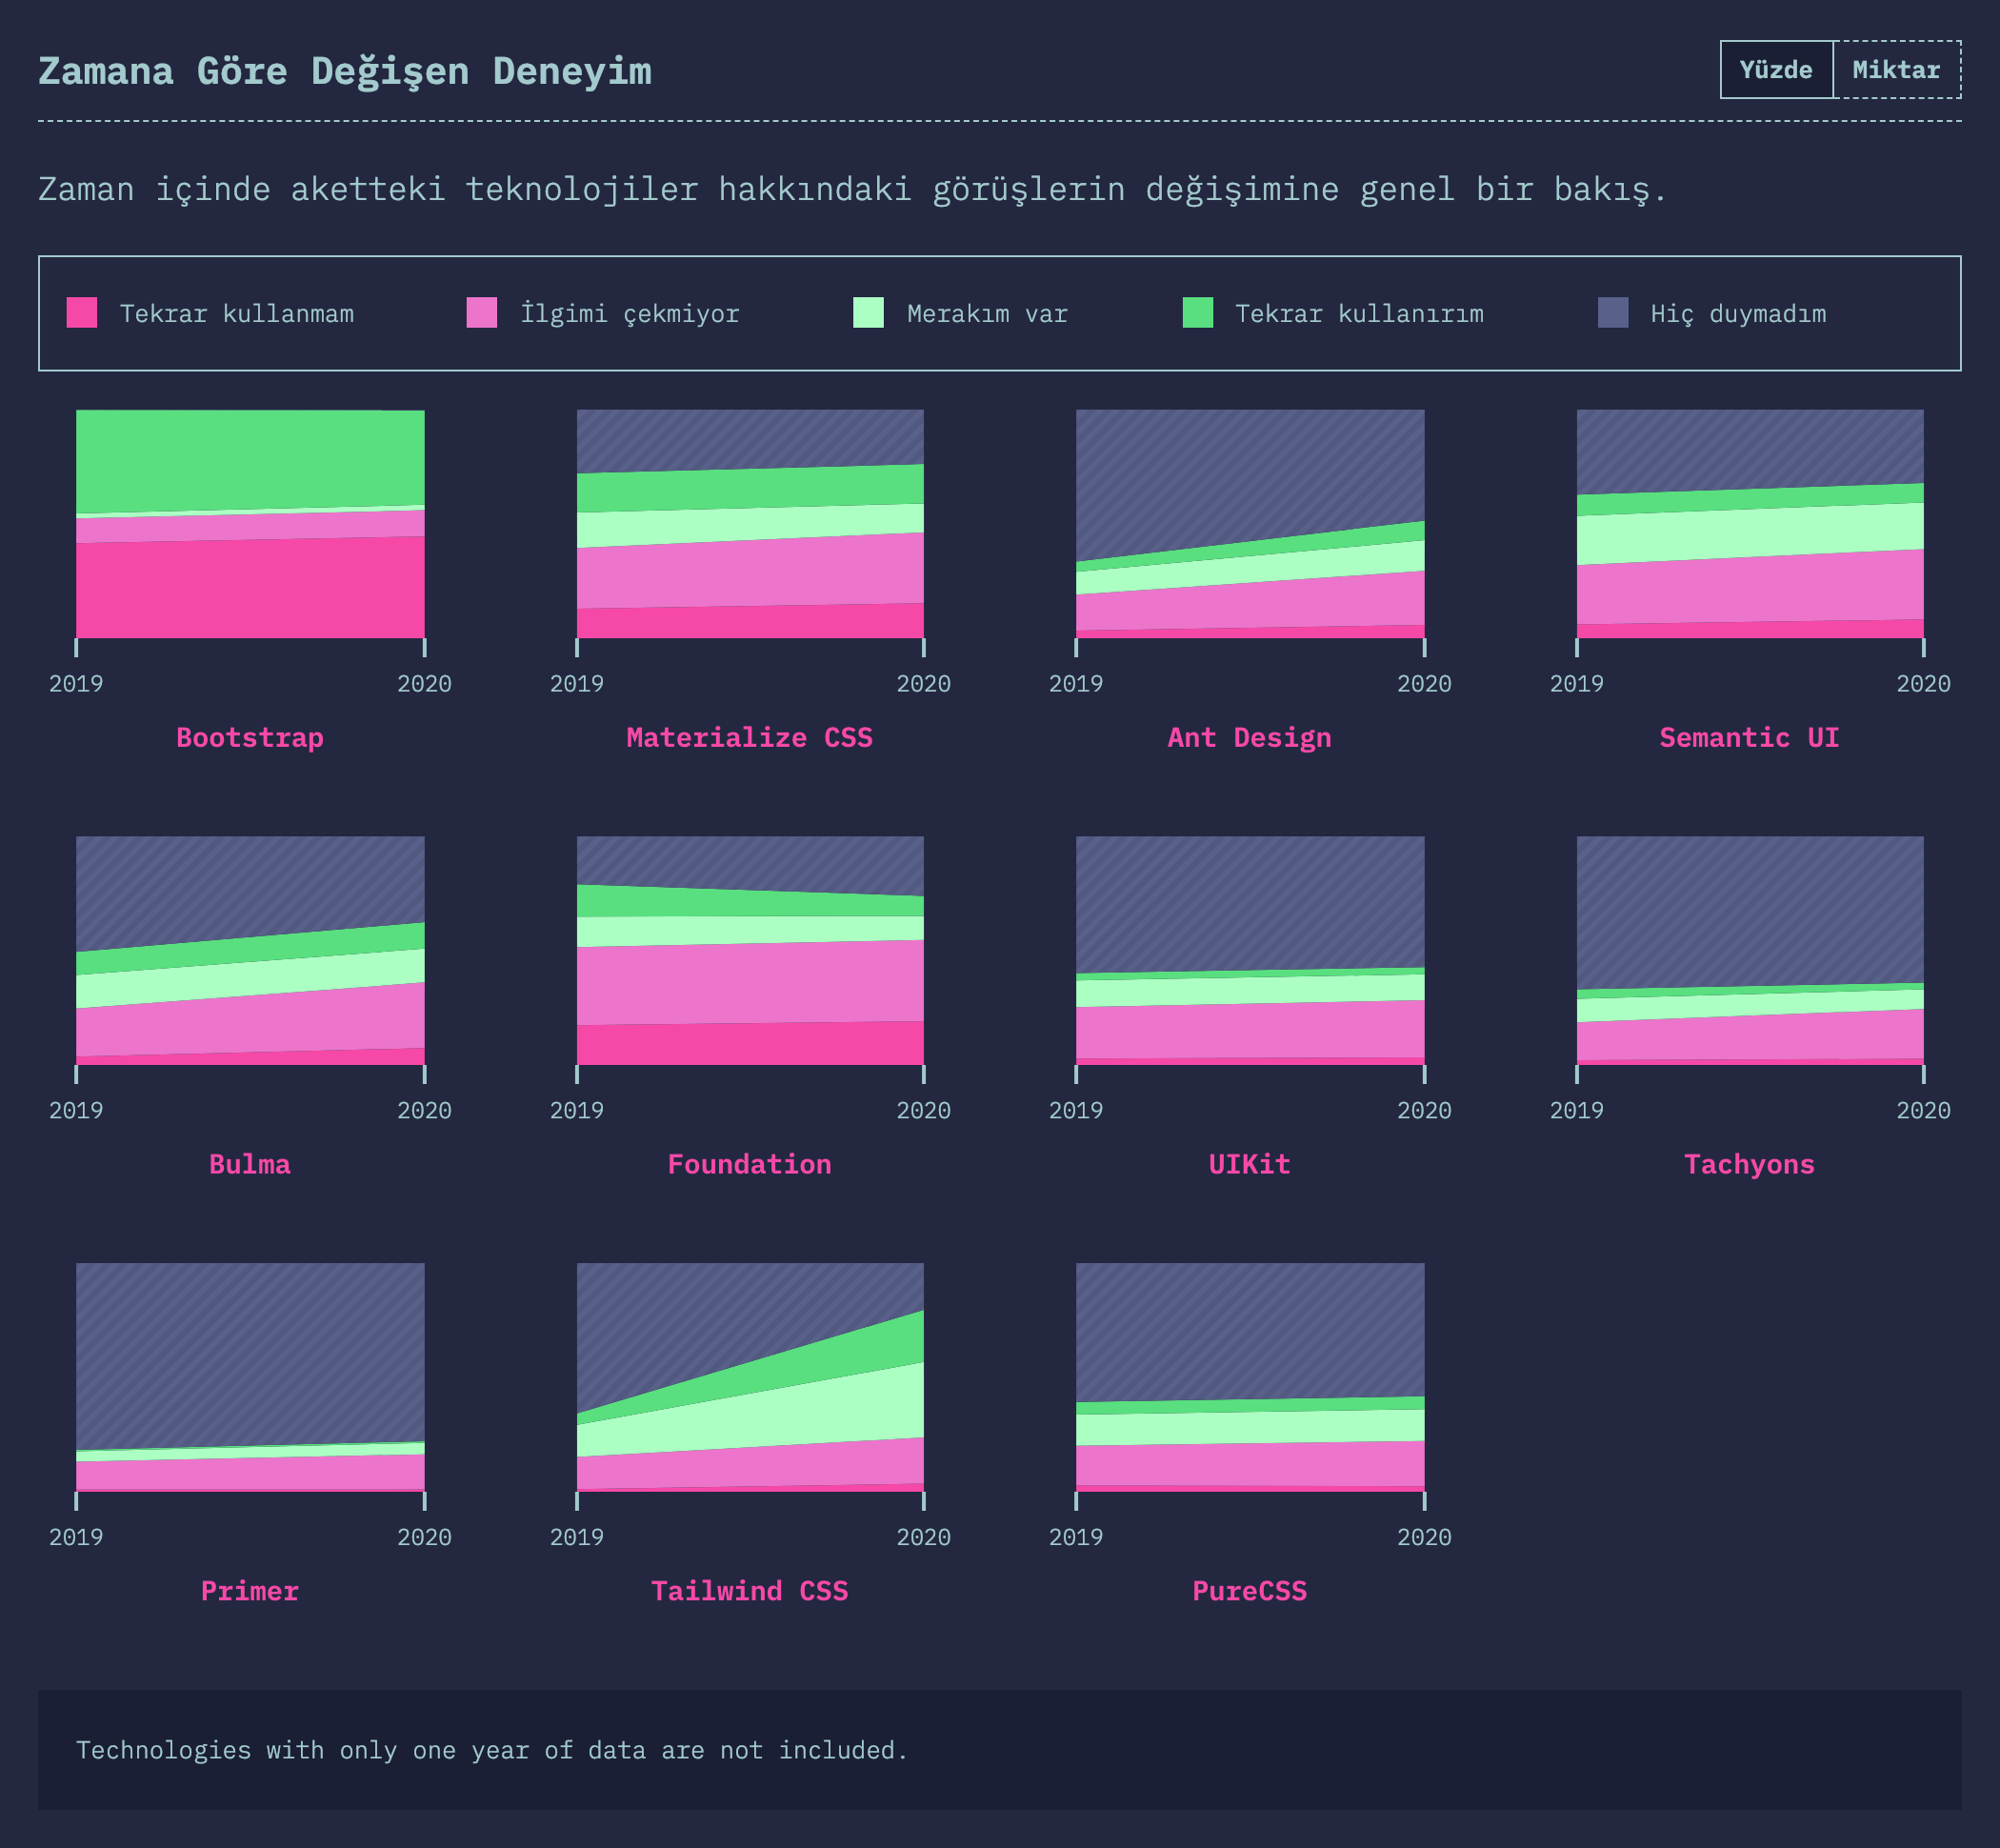 Zamana Göre Değişen Deneyim
Yüzde Miktar
Zaman içinde aketteki teknolojiler hakkındaki görüşlerin değişimine genel bir bakış.
Tekrar kullanmam İlgimi çekmiyor Merakım var Tekrar kullanırım Hiç duymadım
2019 2020 2019 2020 2019 2020 2019 2020
Bootstrap Materialize CSS Ant Design Semantic UI
2019 2020 2019 2020 2019 2020 2019 2020
Bulma Foundation UIKit Tachyons
2019 2020 2019 2020 2019 2020
Primer Tailwind CSS PureCSS
Technologies with only one year of data are not included.